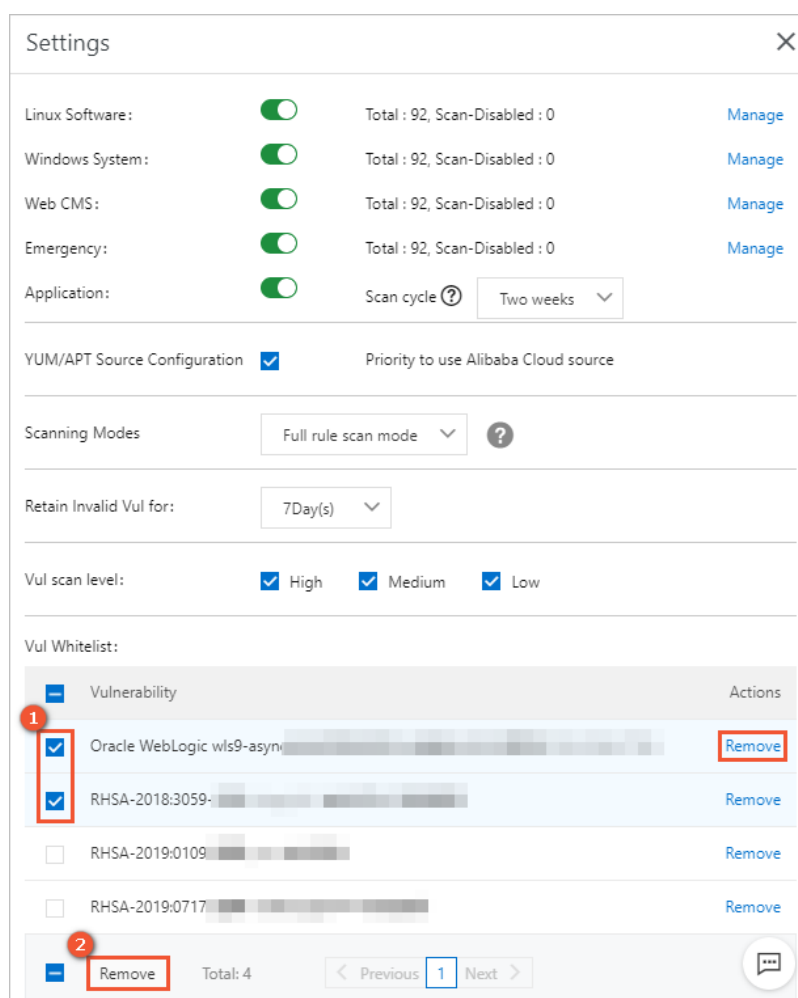 Settings
Linux Software: Total : 92, Scan-Disabled : 0 Manage
Windows System: Total : 92, Scan-Disabled : 0 Manage
Web CMS: Total : 92, Scan-Disabled : 0 Manage
Emergency: Total : 92, Scan-Disabled : 0 Manage
Application: Scan cycle ? Two weeks
YUM/APT Source Configuration Priority to use Alibaba Cloud source
Scanning Modes Full rule scan mode ?
Retain Invalid Vul for: 7Day(s)
Vul scan level: High Medium Low
Vul Whitelist:
Vulnerability Actions
1
Oracle WebLogic wls9-async Remove
RHSA-2018:3059- Remove
RHSA-2019:0109 Remove
RHSA-2019:0717 Remove
2
Remove Total: 4 < Previous 1 Next >